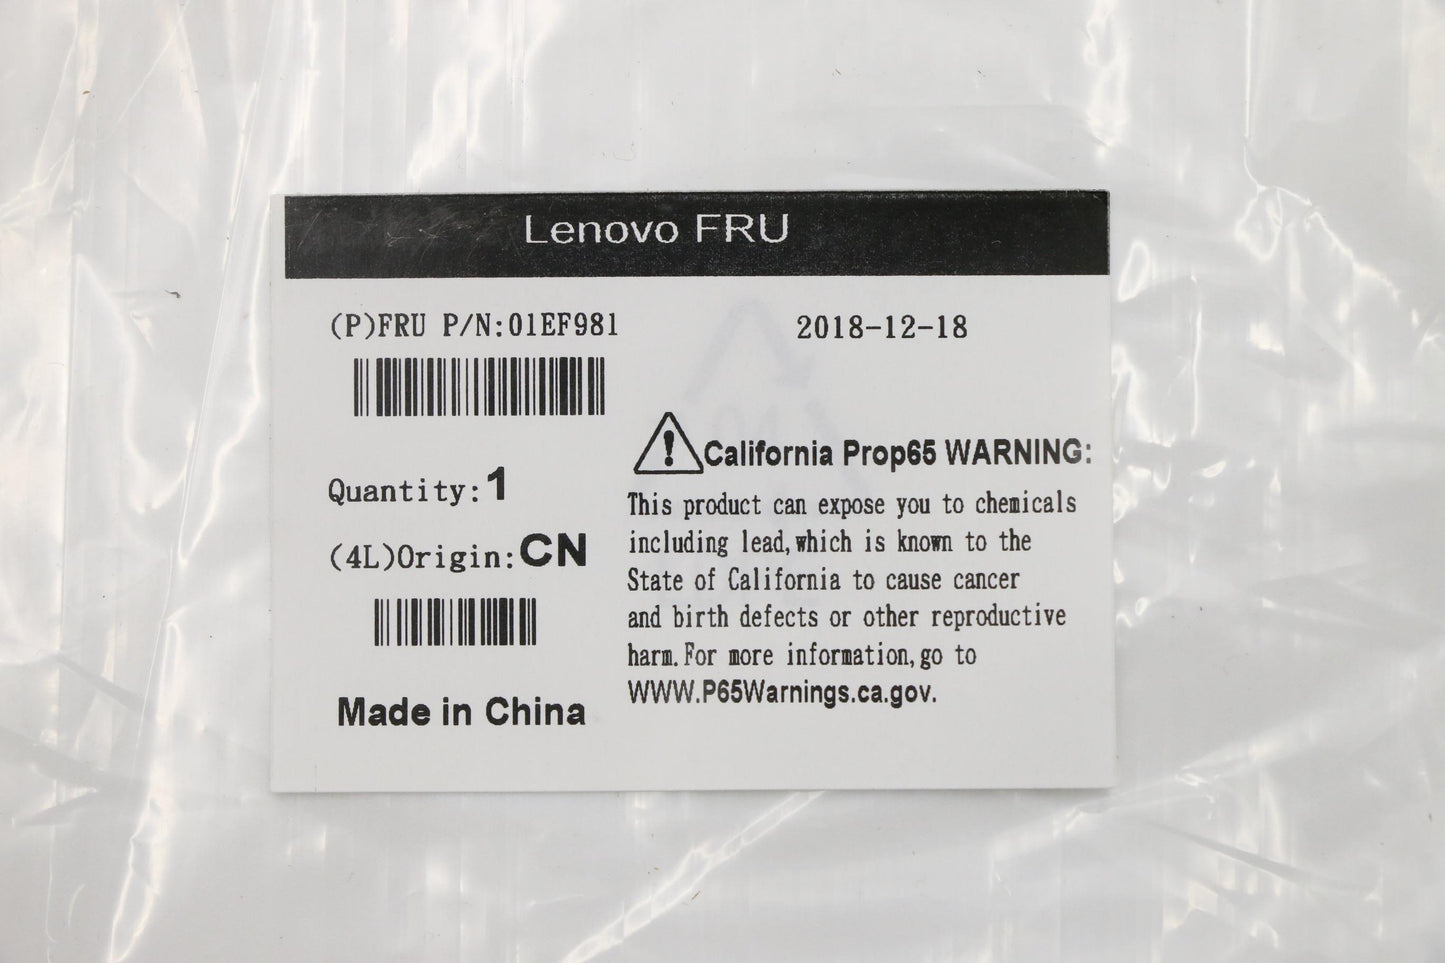 Lenovo FRU
(P)FRU P/N:01EF981
2018-12-18
Quantity:1
(4L)Origin:CN
Made in China
California Prop65 WARNING:
This product can expose you to chemicals
including lead,which is known to the
State of California to cause cancer
and birth defects or other reproductive
harm.For more information,go to
WWW.P65Warnings.ca.gov.